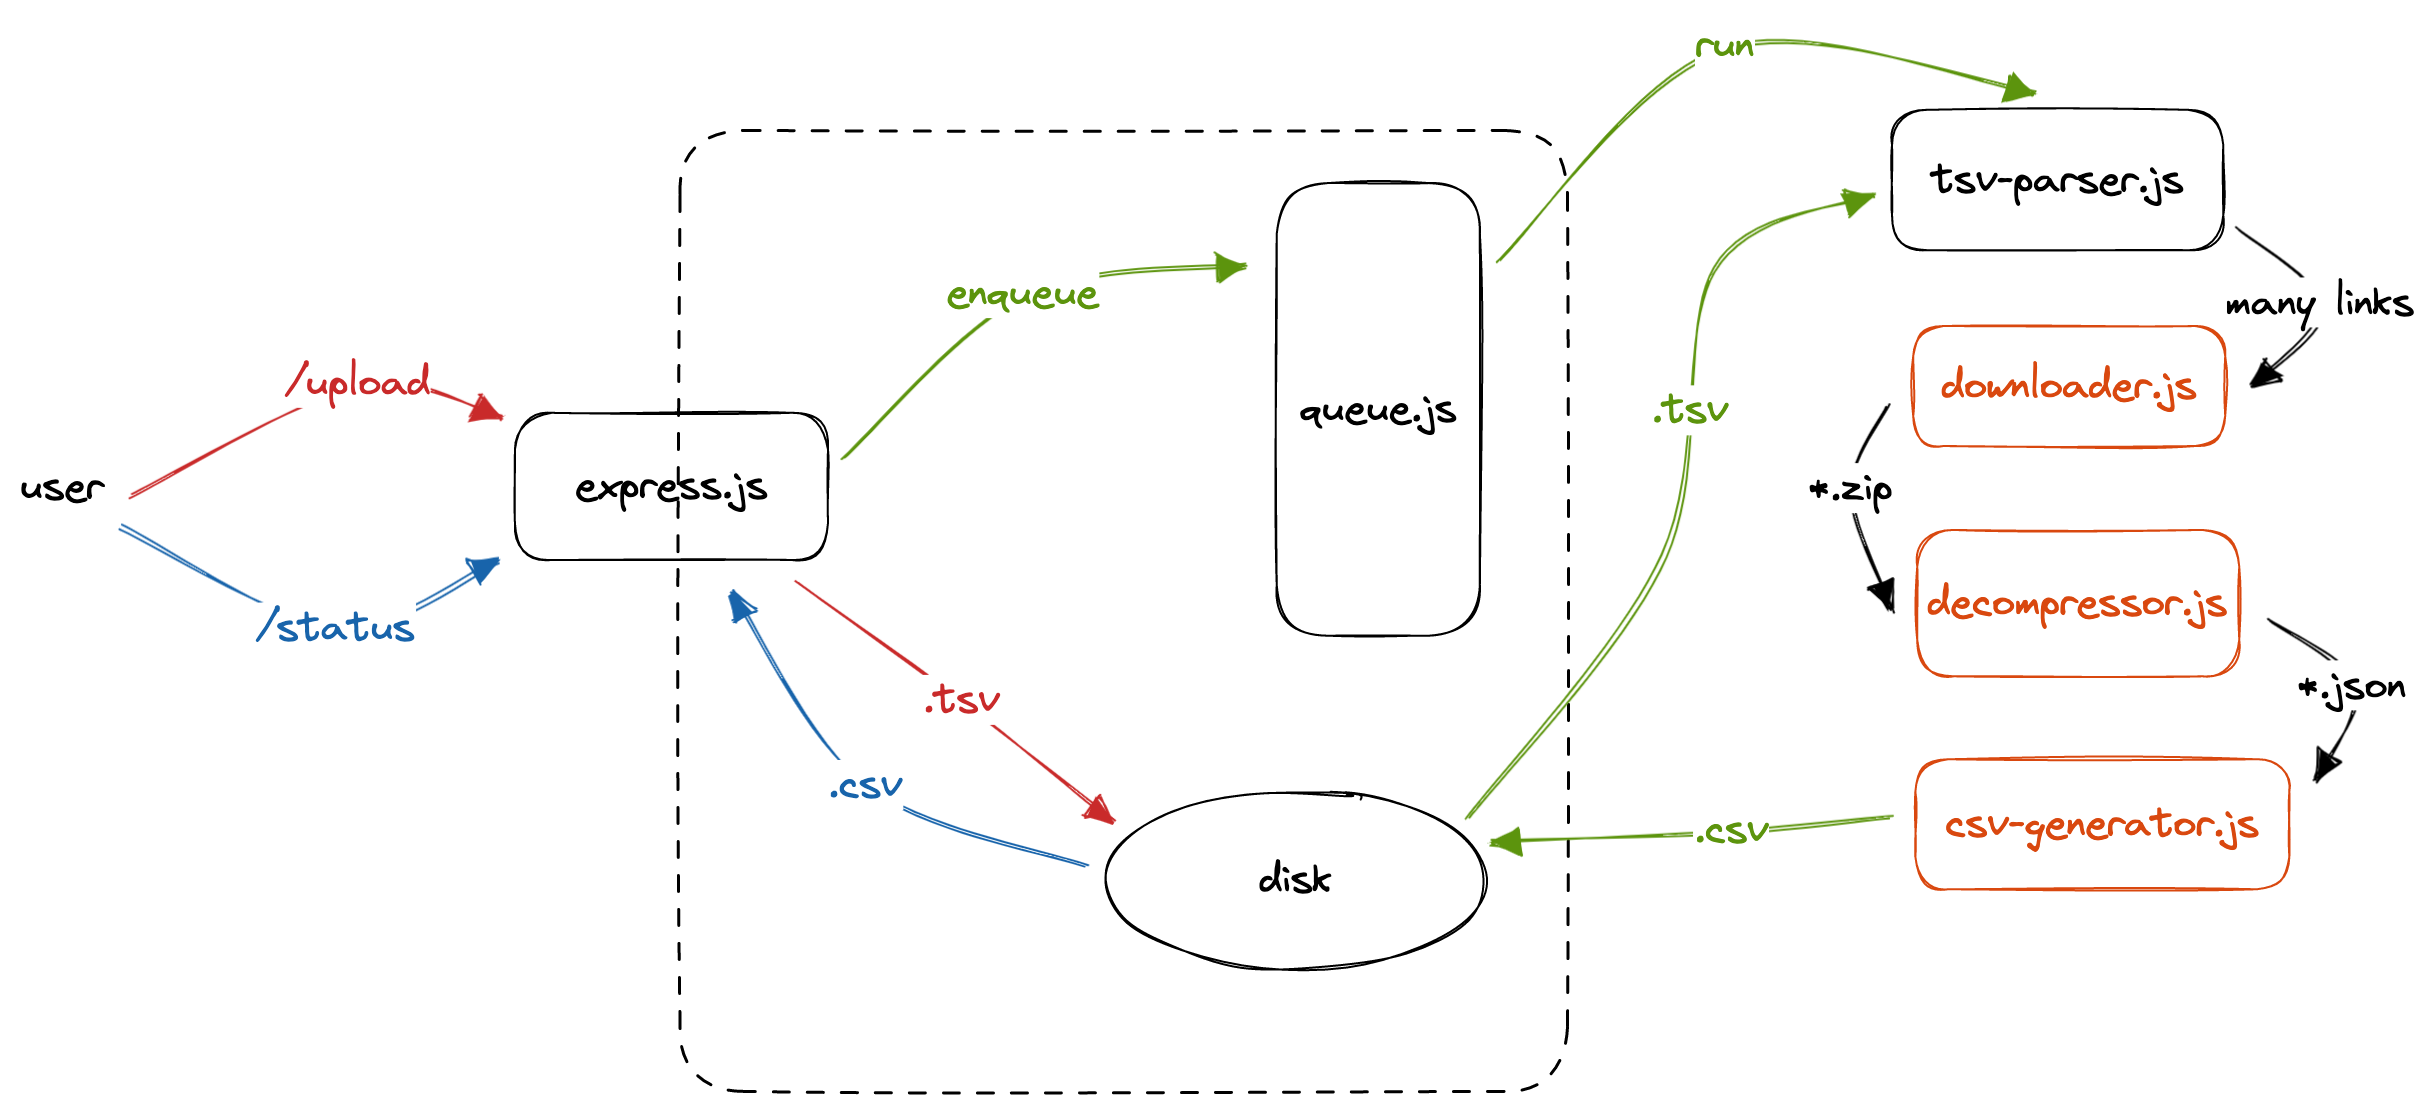 run
tsv-parser.js
enqueue
many links
/upload
downloader.js
.tsv
queue.js
user
express.js
*.zip
/status
decompressor.js
.tsv
*.json
.csv
.csv
csv-generator.js
disk